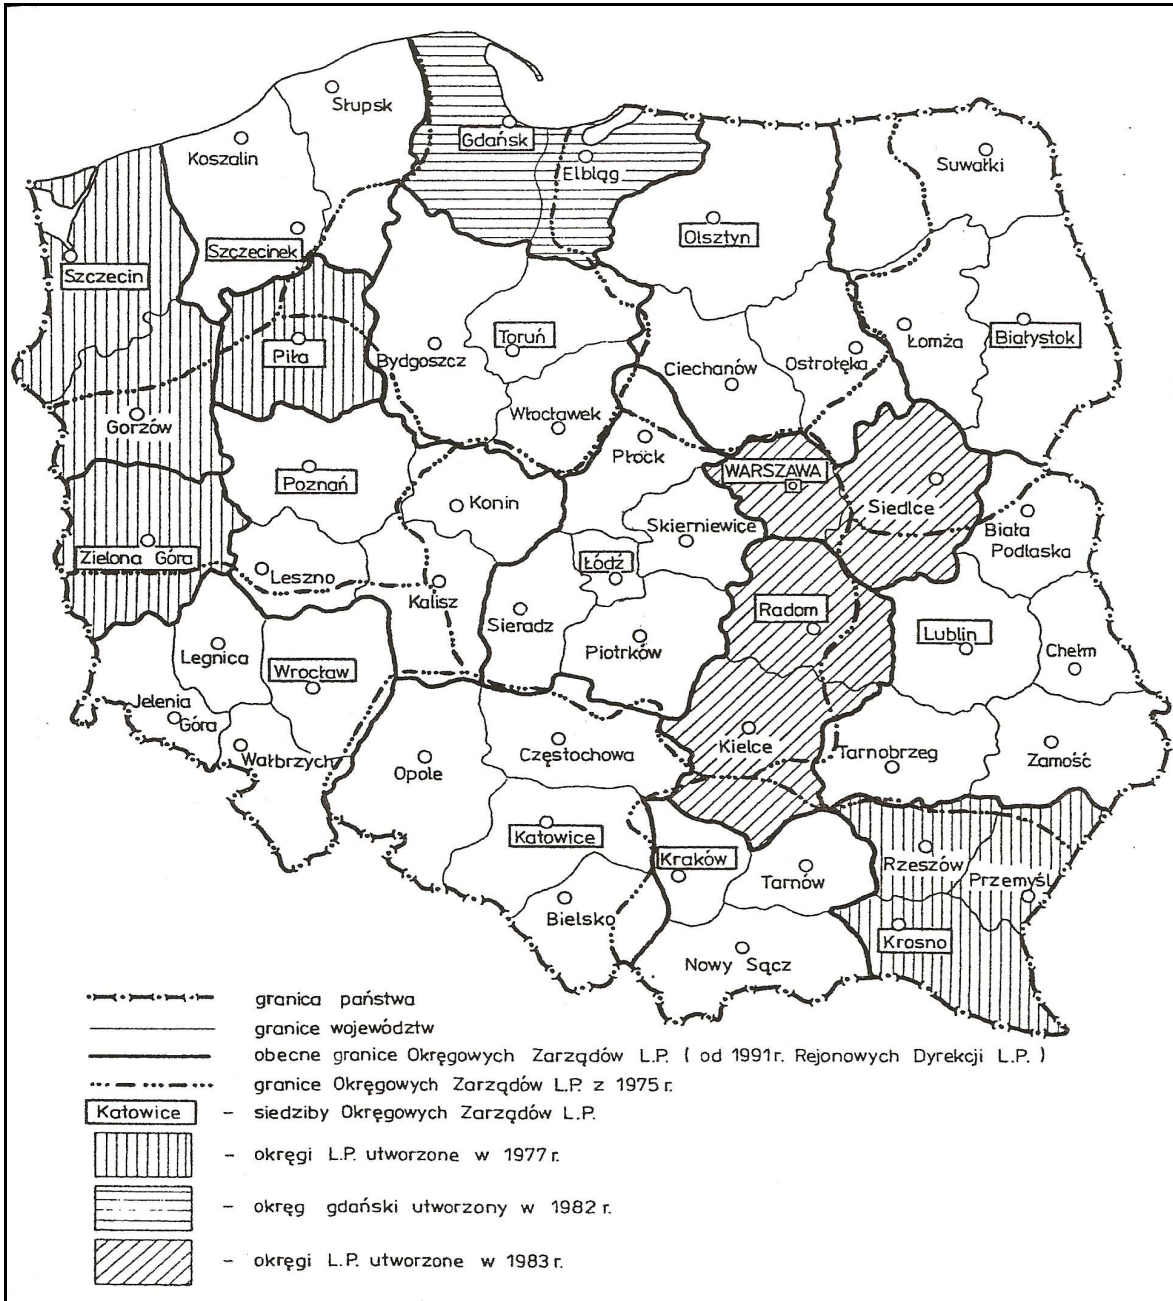 Słupsk
Koszalin
Gdańsk
Elbląg
Suwałki
Szczecinek
Olsztyn
Szczecin
Piła
Toruń
Bydgoszcz
Łomża
Białystok
Ciechanów
Ostrołęka
Gorzów
Włocławek
Płock
WARSZAWA
Poznań
Konin
Siedlce
Skierniewice
Biała
Podlaska
Zielona Góra
Leszno
Łódź
Kalisz
Sieradz
Radom
Lublin
Legnica
Wrocław
Piotrków
Chełm
Jelenia
Góra
Wałbrzych
Opole
Częstochowa
Kielce
Tarnobrzeg
Zamość
Katowice
Kraków
Tarnów
Rzeszów
Przemyśl
Bielsko
Krosno
Nowy Sącz
granica państwa
granice województw
obecne granice Okręgowych Zarządów L.P. ( od 1991 r. Rejonowych Dyrekcji L.P. )
granice Okręgowych Zarządów L.P. z 1975 r.
Katowice - siedziby Okręgowych Zarządów L.P.
- okręgi L.P. utworzone w 1977 r.
- okręg gdański utworzony w 1982 r.
- okręgi L.P. utworzone w 1983 r.